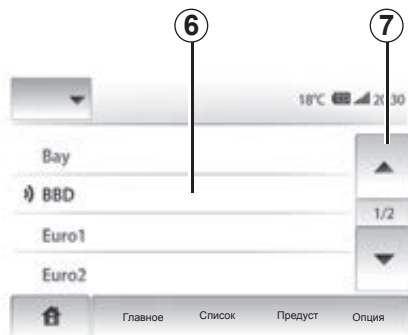 6 7
18℃ 20:30
Bay
BBD
1/2
Euro1
Euro2
Главное Список Предуст Опция